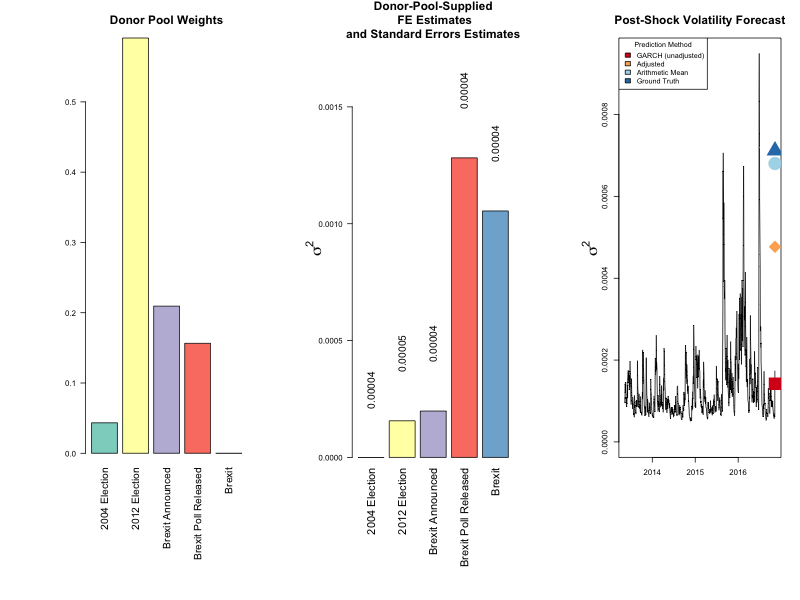 Donor Pool Weights
0.0
0.1
0.2
0.3
0.4
0.5
2004 Election
2012 Election
Brexit Announced
Brexit Poll Released
Brexit
Donor-Pool-Supplied
FE Estimates
and Standard Errors Estimates
σ2
0.0000
0.0005
0.0010
0.0015
0.00004
0.00005
0.00004
0.00004
0.00004
2004 Election
2012 Election
Brexit Announced
Brexit Poll Released
Brexit
Post-Shock Volatility Forecast
Prediction Method
GARCH (unadjusted)
Adjusted
Arithmetic Mean
Ground Truth
σ2
0.0000
0.0002
0.0004
0.0006
0.0008
2014
2015
2016